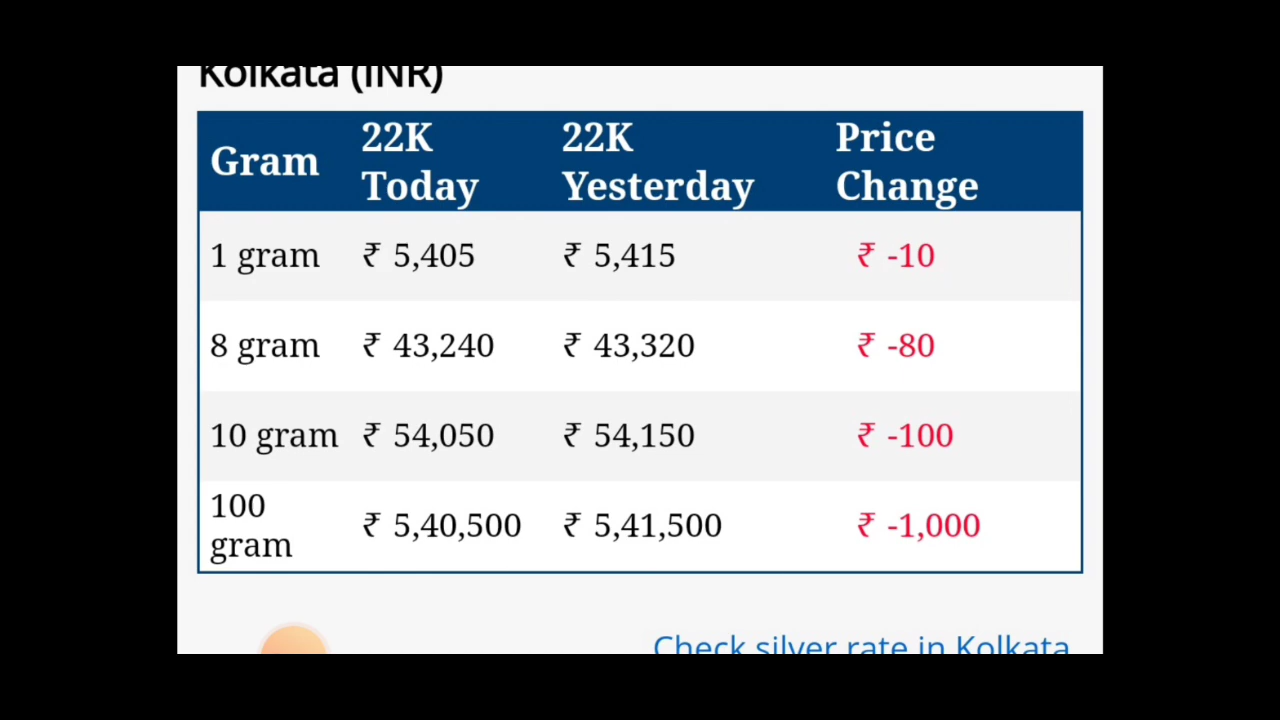 Kolkata (INR)
Gram 22K Today 22K Yesterday Price Change
1 gram ₹ 5,405 ₹ 5,415 ₹ -10
8 gram ₹ 43,240 ₹ 43,320 ₹ -80
10 gram ₹ 54,050 ₹ 54,150 ₹ -100
100 gram ₹ 5,40,500 ₹ 5,41,500 ₹ -1,000
Check silver rate in Kolkata